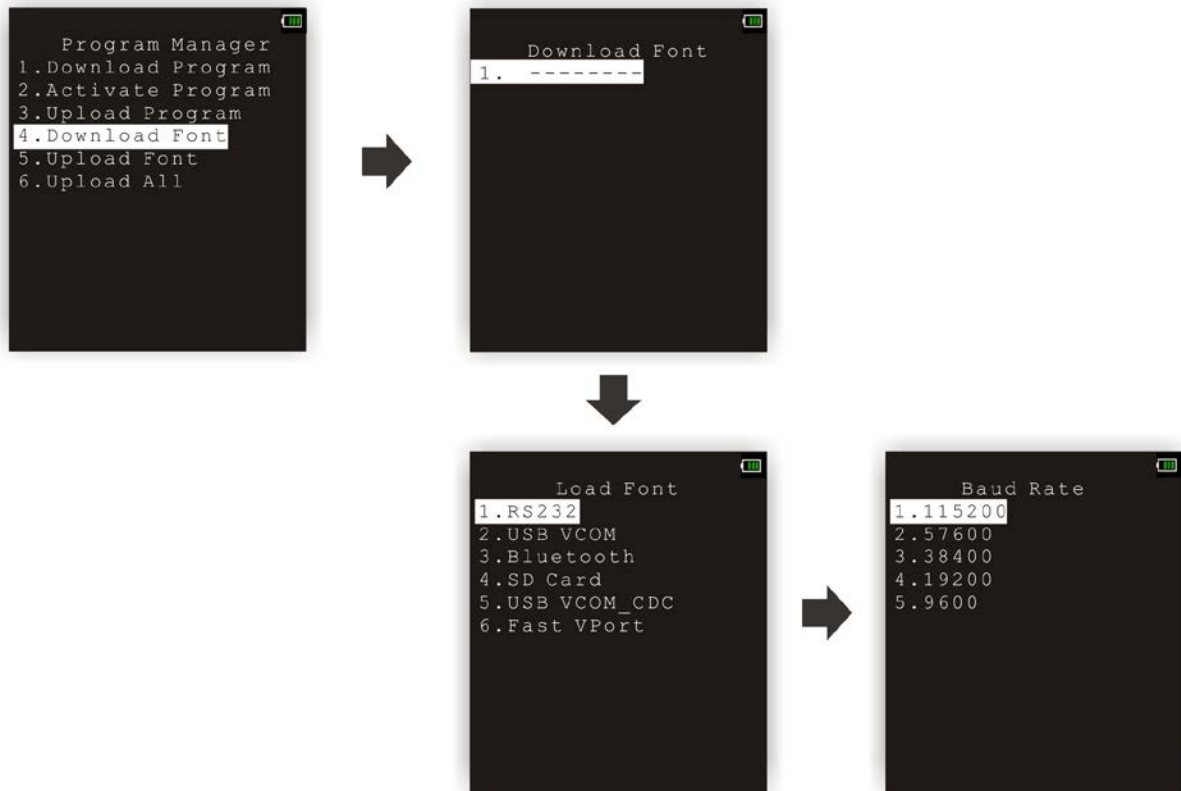 Program Manager
1.Download Program
2.Activate Program
3.Upload Program
4.Download Font
5.Upload Font
6.Upload All
Download Font
1. --------
Load Font
1.RS232
2.USB VCOM
3.Bluetooth
4.SD Card
5.USB VCOM_CDC
6.Fast VPort
Baud Rate
1.115200
2.57600
3.38400
4.19200
5.9600